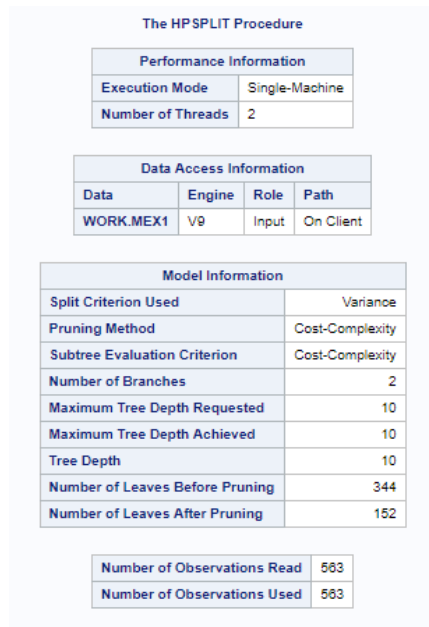 The HPSPLIT Procedure
Performance Information
Execution Mode Single-Machine
Number of Threads 2
Data Access Information
Data Engine Role Path
WORK.MEX1 V9 Input On Client
Model Information
Split Criterion Used Variance
Pruning Method Cost-Complexity
Subtree Evaluation Criterion Cost-Complexity
Number of Branches 2
Maximum Tree Depth Requested 10
Maximum Tree Depth Achieved 10
Tree Depth 10
Number of Leaves Before Pruning 344
Number of Leaves After Pruning 152
Number of Observations Read 563
Number of Observations Used 563